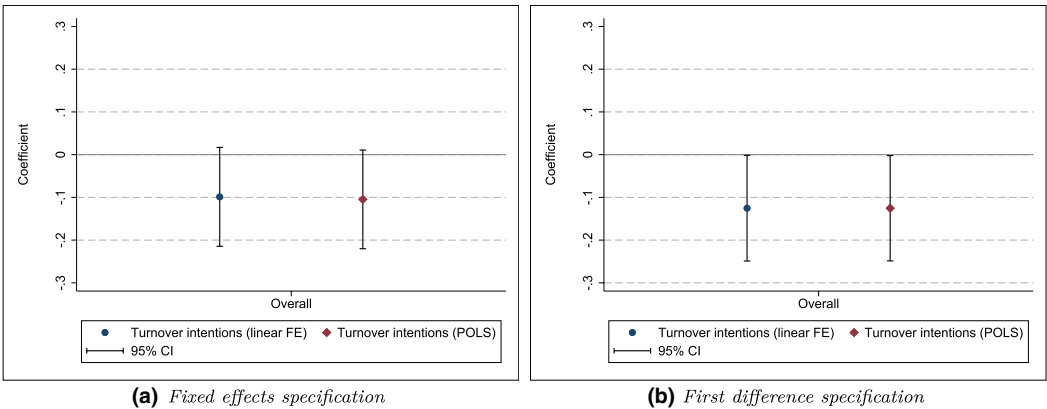 .3
.2
.1
0
-.1
-.2
-.3
Coefficient
Overall
Turnover intentions (linear FE) Turnover intentions (POLS)
95% CI
(a) Fixed effects specification
.3
.2
.1
0
-.1
-.2
-.3
Coefficient
Overall
Turnover intentions (linear FE) Turnover intentions (POLS)
95% CI
(b) First difference specification